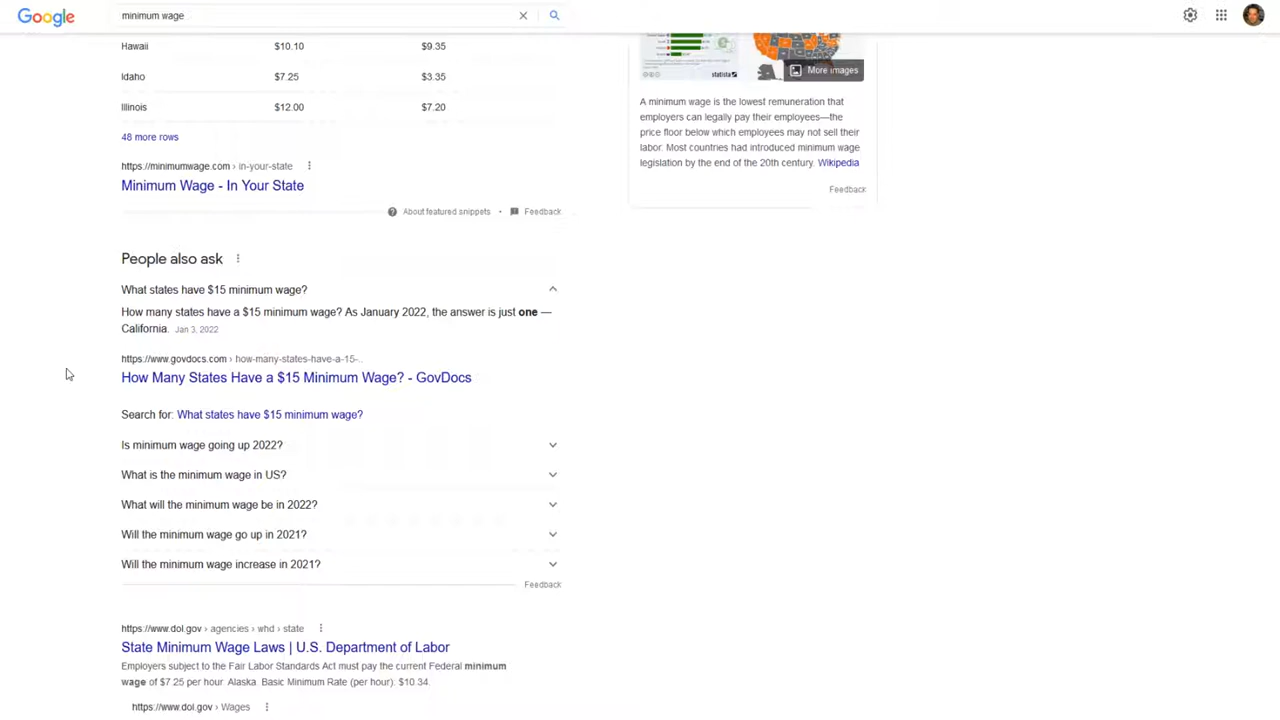 Google
minimum wage
Hawaii $10.10 $9.35
Idaho $7.25 $3.35
Illinois $12.00 $7.20
48 more rows
https://minimumwage.com › in-your-state
Minimum Wage - In Your State
About featured snippets • Feedback
People also ask
What states have $15 minimum wage?
How many states have a $15 minimum wage? As January 2022, the answer is just one —
California. Jan 3, 2022
https://www.govdocs.com › how-many-states-have-a-15-...
How Many States Have a $15 Minimum Wage? - GovDocs
Search for: What states have $15 minimum wage?
Is minimum wage going up 2022?
What is the minimum wage in US?
What will the minimum wage be in 2022?
Will the minimum wage go up in 2021?
Will the minimum wage increase in 2021?
Feedback
https://www.dol.gov › agencies › whd › state
State Minimum Wage Laws | U.S. Department of Labor
Employers subject to the Fair Labor Standards Act must pay the current Federal minimum
wage of $7.25 per hour. Alaska. Basic Minimum Rate (per hour): $10.34.
https://www.dol.gov › Wages
statista
More images
A minimum wage is the lowest remuneration that
employers can legally pay their employees—the
price floor below which employees may not sell their
labor. Most countries had introduced minimum wage
legislation by the end of the 20th century. Wikipedia
Feedback